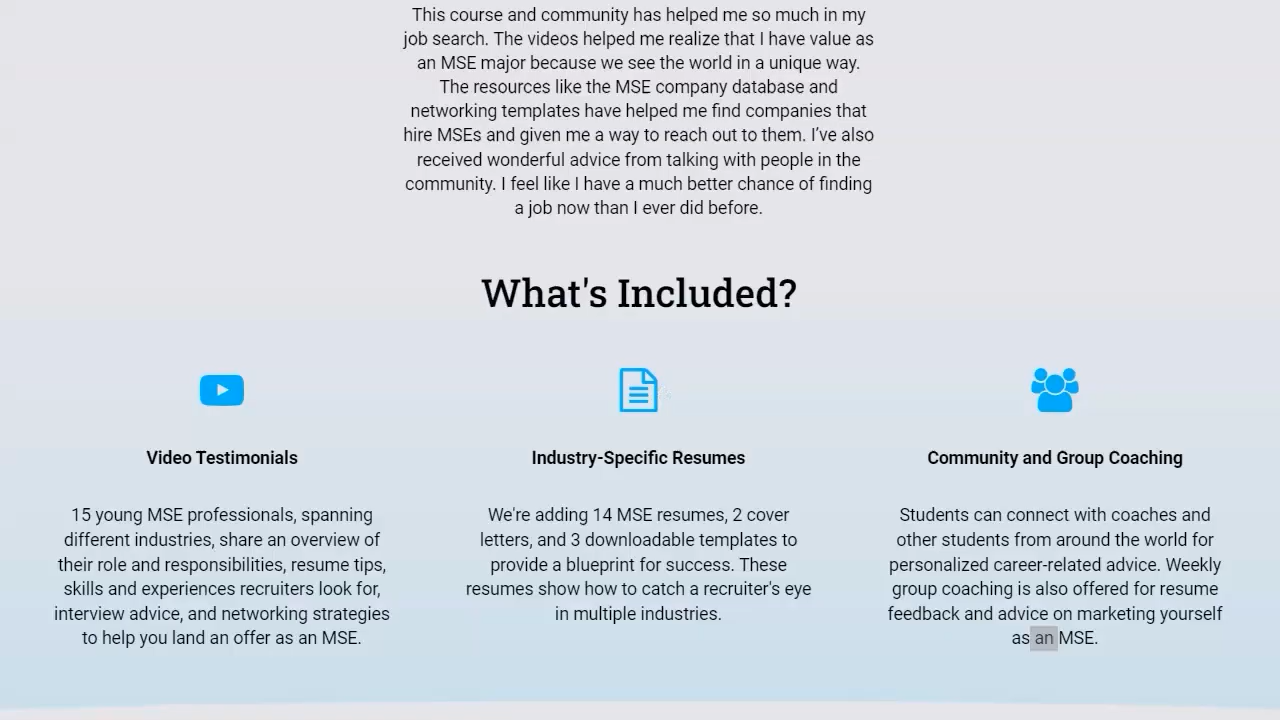 This course and community has helped me so much in my
job search. The videos helped me realize that I have value as
an MSE major because we see the world in a unique way.
The resources like the MSE company database and
networking templates have helped me find companies that
hire MSEs and given me a way to reach out to them. I’ve also
received wonderful advice from talking with people in the
community. I feel like I have a much better chance of finding
a job now than I ever did before.
What's Included?
Video Testimonials
15 young MSE professionals, spanning
different industries, share an overview of
their role and responsibilities, resume tips,
skills and experiences recruiters look for,
interview advice, and networking strategies
to help you land an offer as an MSE.
Industry-Specific Resumes
We're adding 14 MSE resumes, 2 cover
letters, and 3 downloadable templates to
provide a blueprint for success. These
resumes show how to catch a recruiter's eye
in multiple industries.
Community and Group Coaching
Students can connect with coaches and
other students from around the world for
personalized career-related advice. Weekly
group coaching is also offered for resume
feedback and advice on marketing yourself
as an MSE.